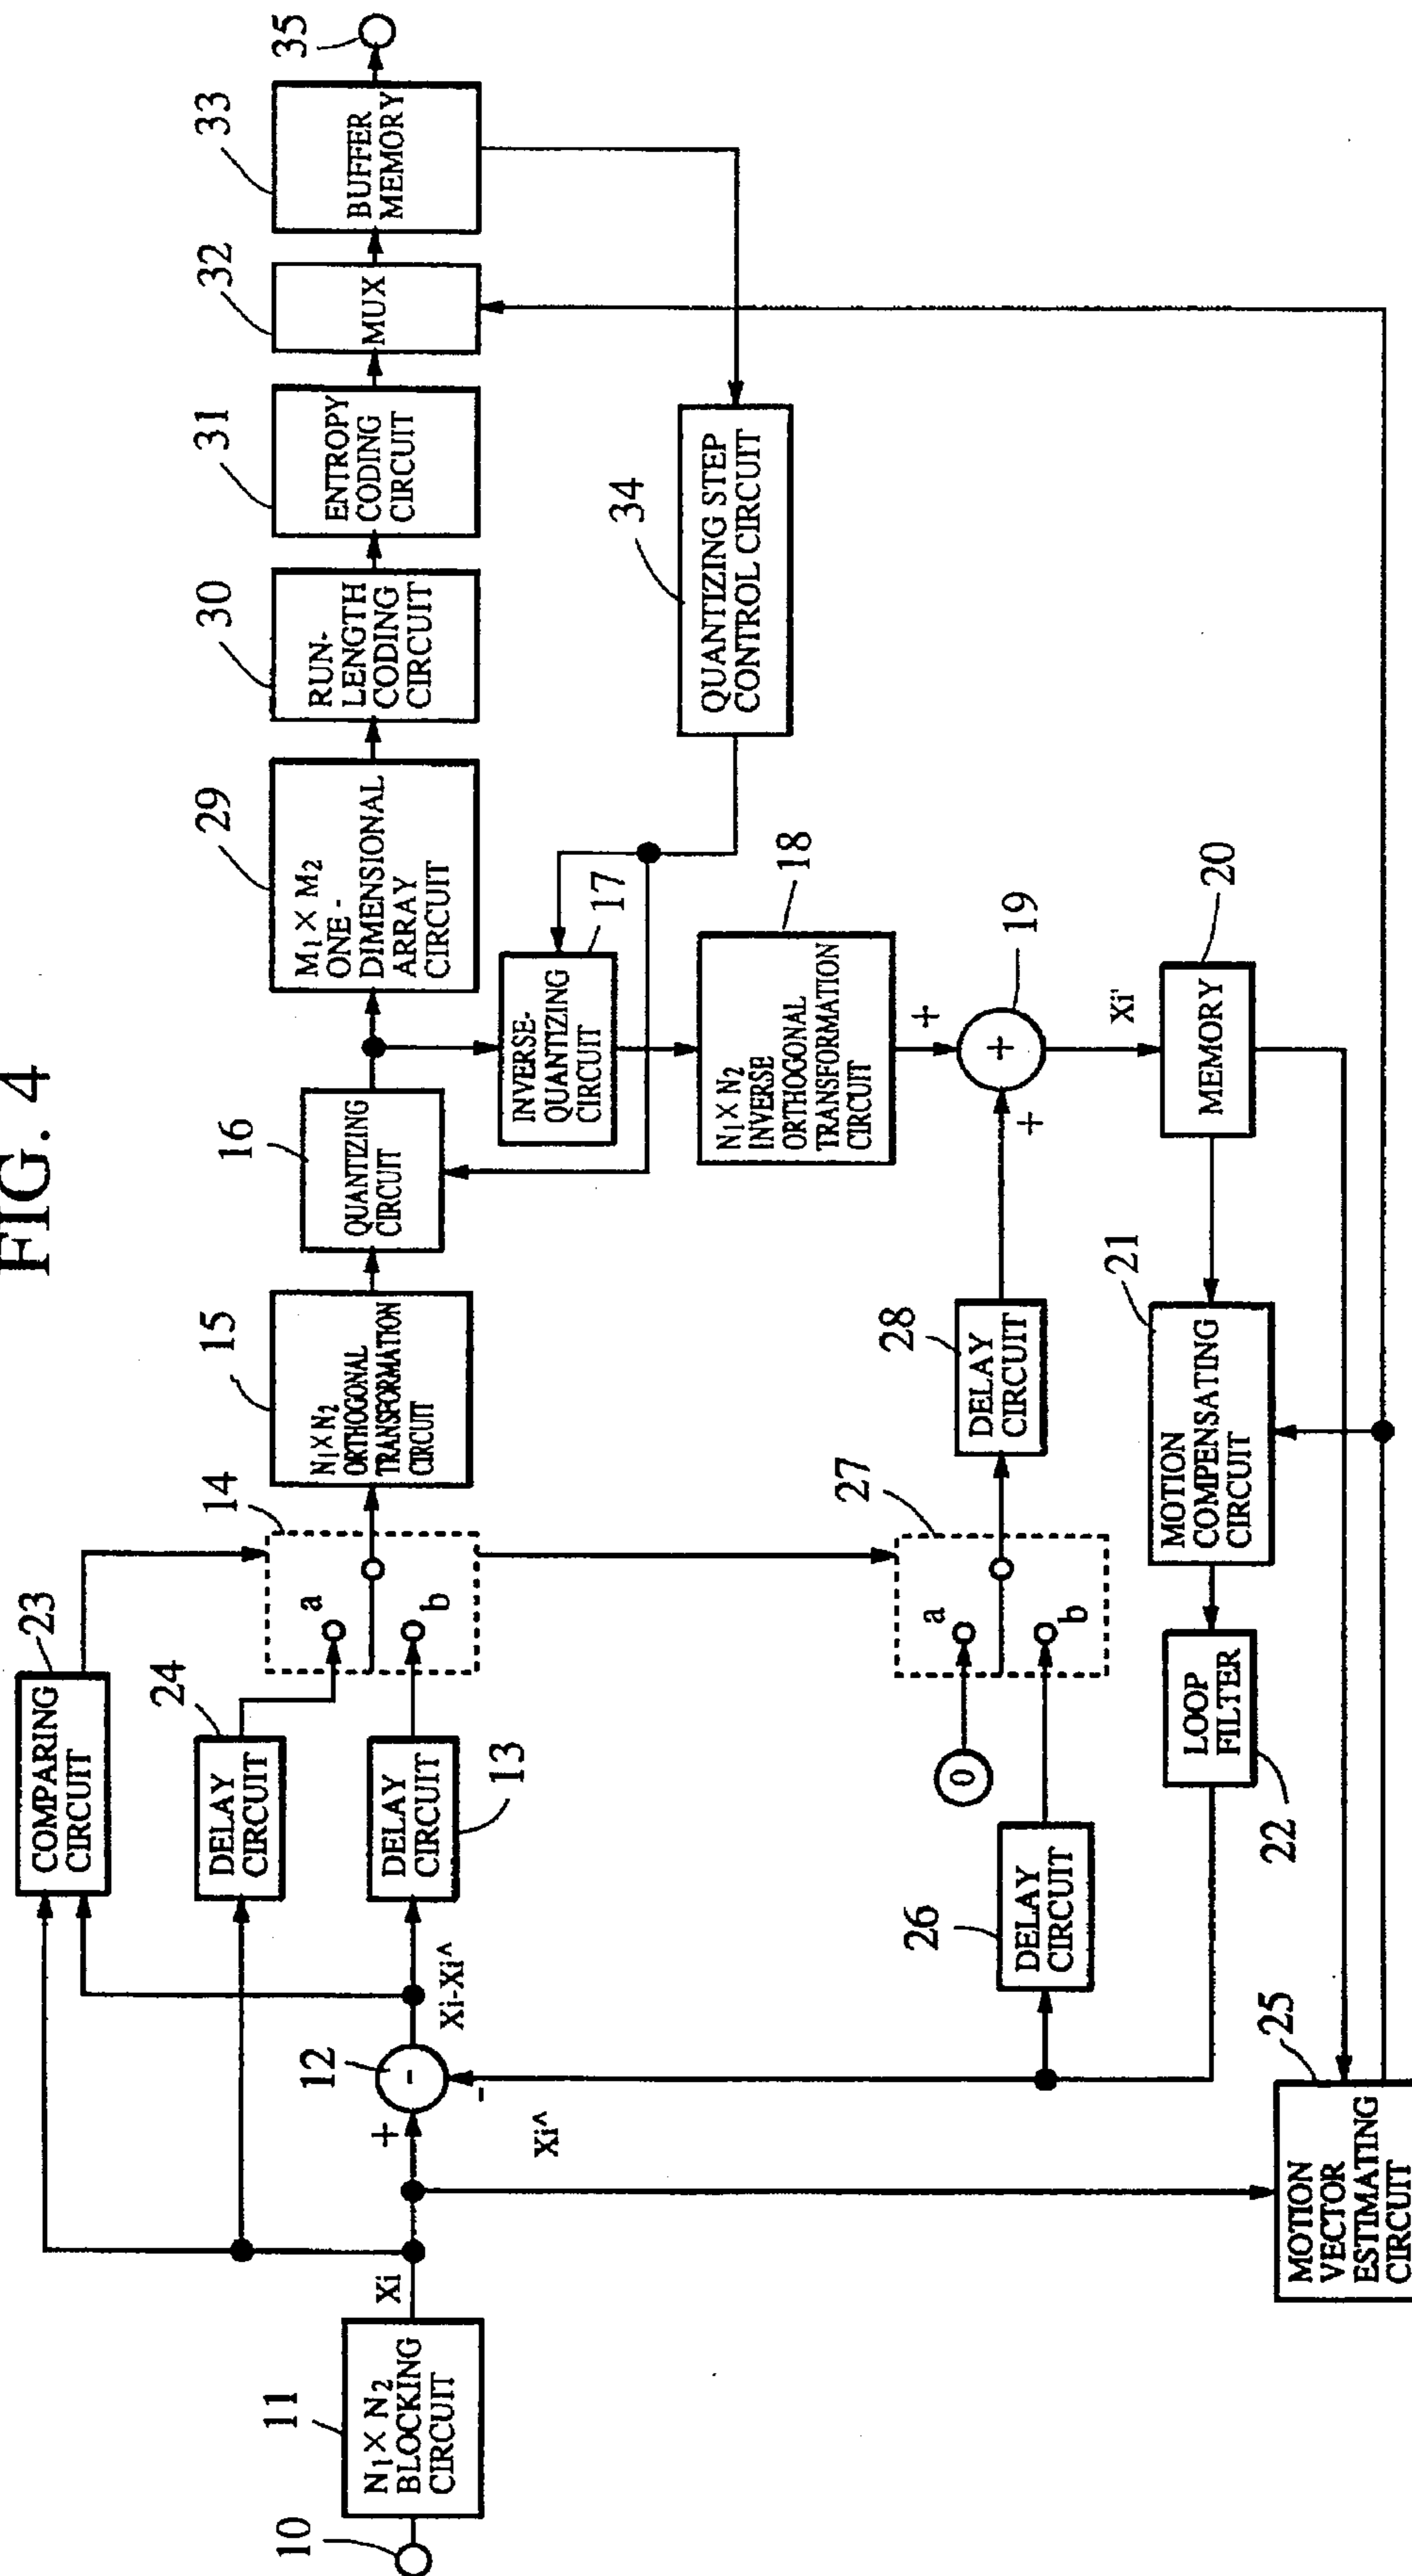 FIG. 4
10
11
N1 × N2
BLOCKING
CIRCUIT
Xi
+
12
-
-
Xi^
Xi-Xi^
23
COMPARING
CIRCUIT
24
DELAY
CIRCUIT
DELAY
CIRCUIT
13
14
a
b
15
N1×N2
ORTHOGONAL
TRANSFORMATION
CIRCUIT
16
QUANTIZING
CIRCUIT
29
M1 × M2
ONE -
DIMENSIONAL
ARRAY
CIRCUIT
30
RUN-
LENGTH
CODING
CIRCUIT
31
ENTROPY
CODING
CIRCUIT
32
MUX
33
BUFFER
MEMORY
35
INVERSE-
QUANTIZING
CIRCUIT
17
34
QUANTIZING STEP
CONTROL CIRCUIT
18
N1 × N2
INVERSE
ORTHOGONAL
TRANSFORMATION
CIRCUIT
+
+
19
+
Xi'
20
MEMORY
26
DELAY
CIRCUIT
0
27
a
b
28
DELAY
CIRCUIT
21
MOTION
COMPENSATING
CIRCUIT
LOOP
FILTER
22
25
MOTION
VECTOR
ESTIMATING
CIRCUIT